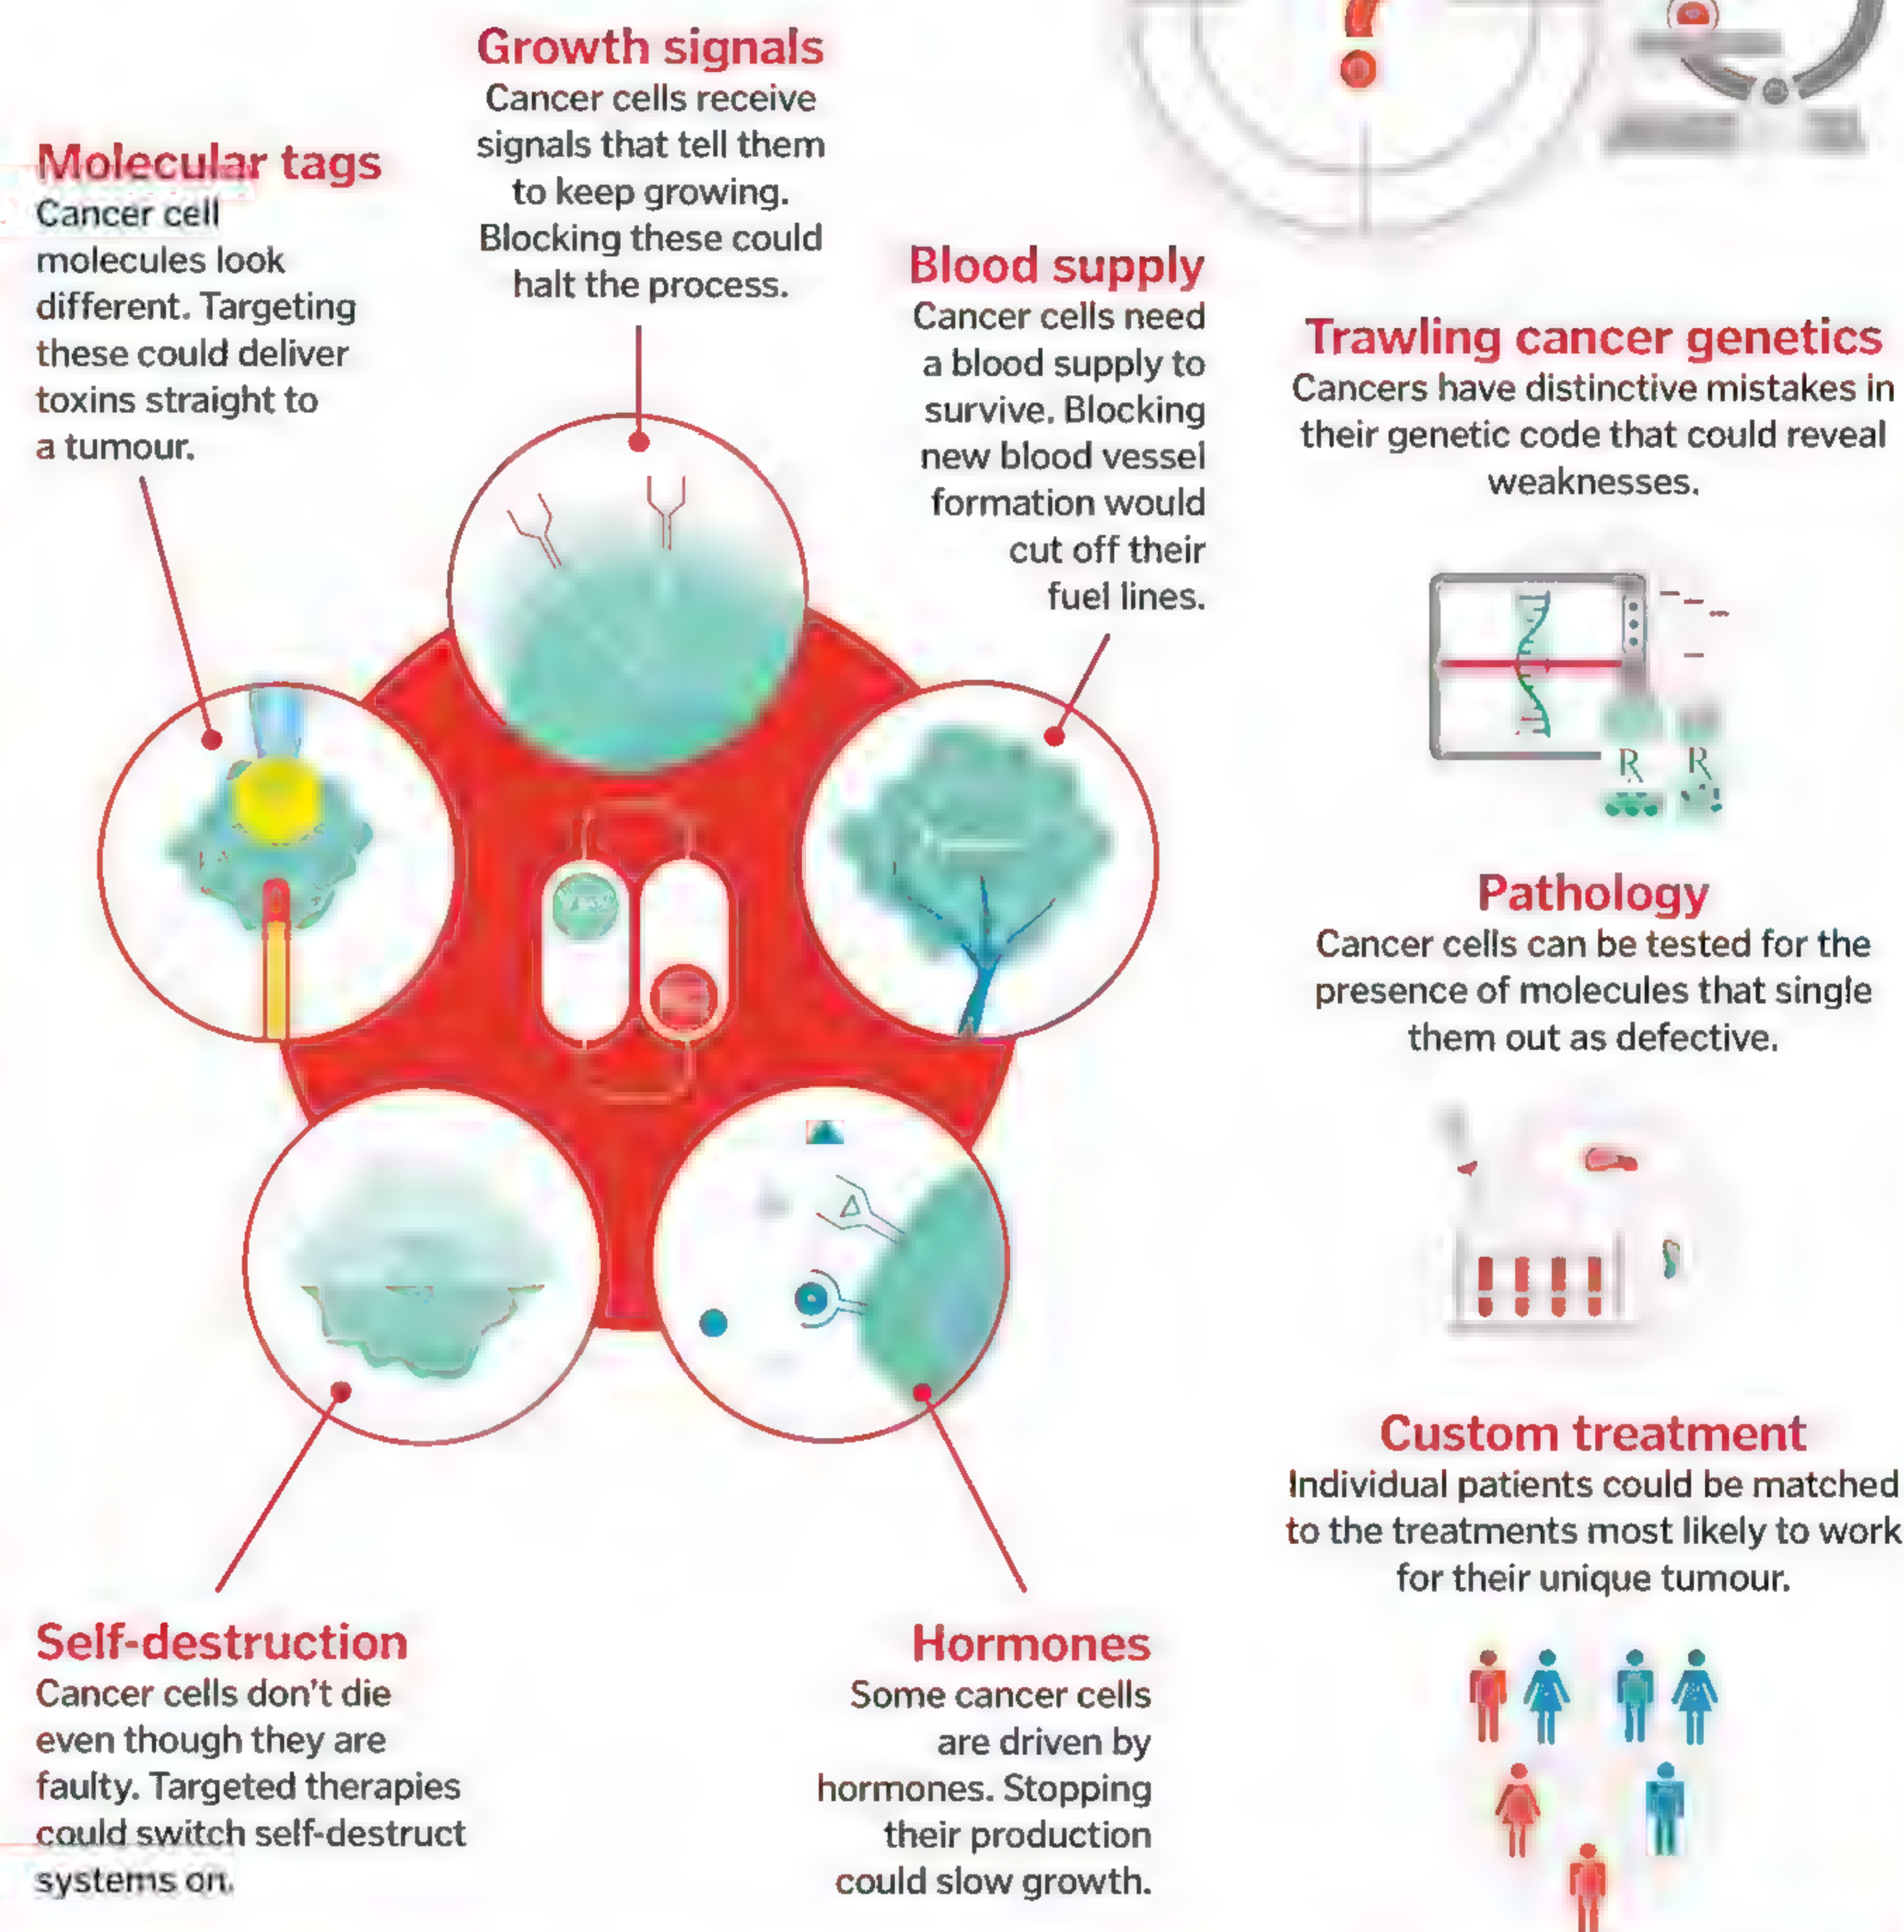 Growth signals
Cancer cells receive
signals that tell them
to keep growing.
Blocking these could
halt the process.
Molecular tags
Cancer cell
molecules look
different. Targeting
these could deliver
toxins straight to
a tumour.
Blood supply
Cancer cells need
a blood supply to
survive. Blocking
new blood vessel
formation would
cut off their
fuel lines.
Self-destruction
Cancer cells don't die
even though they are
faulty. Targeted therapies
could switch self-destruct
systems on.
Hormones
Some cancer cells
are driven by
hormones. Stopping
their production
could slow growth.
?
Trawling cancer genetics
Cancers have distinctive mistakes in
their genetic code that could reveal
weaknesses.
R R
Pathology
Cancer cells can be tested for the
presence of molecules that single
them out as defective.
Custom treatment
Individual patients could be matched
to the treatments most likely to work
for their unique tumour.